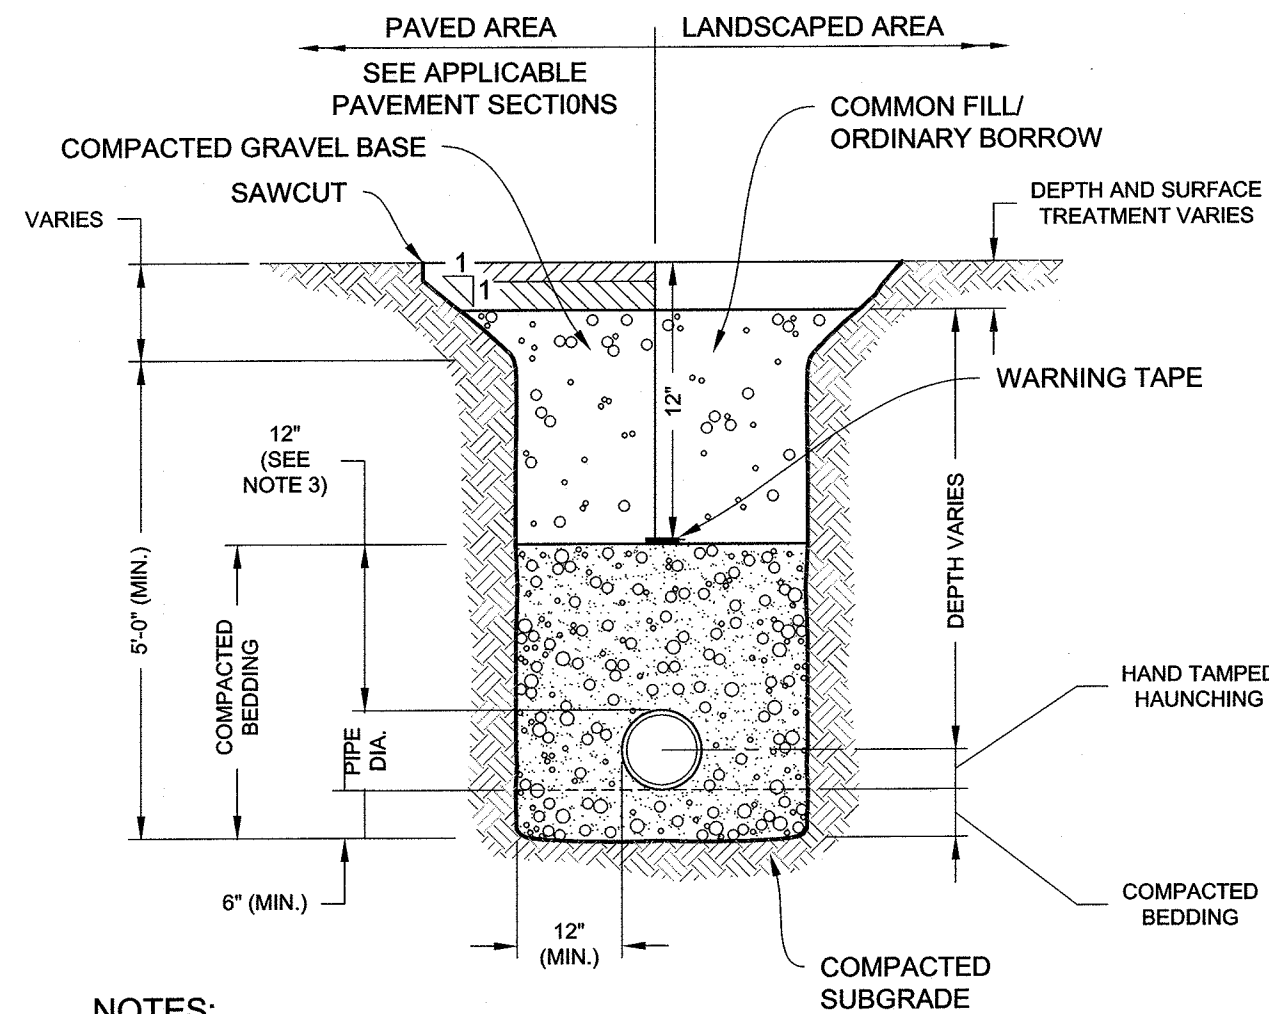 PAVED AREA
LANDSCAPED AREA
SEE APPLICABLE
PAVEMENT SECTIONS
COMMON FILL/
ORDINARY BORROW
COMPACTED GRAVEL BASE
SAWCUT
DEPTH AND SURFACE
TREATMENT VARIES
VARIES
1
1
12"
WARNING TAPE
12"
(SEE
NOTE 3)
5'-0" (MIN.)
COMPACTED
BEDDING
PIPE
DIA.
DEPTH VARIES
HAND TAMPED
HAUNCHING
6" (MIN.)
12"
(MIN.)
COMPACTED
BEDDING
COMPACTED
SUBGRADE
NOTES: